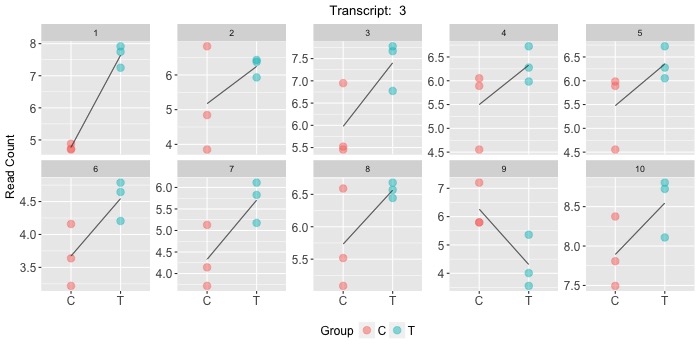 Transcript: 3
1 2 3 4 5
8 7 6 5
6 5 4
7.5 7.0 6.5 6.0 5.5
6.5 6.0 5.5 5.0 4.5
6.5 6.0 5.5 5.0 4.5
Read Count
6 7 8 9 10
4.5 4.0 3.5
6.0 5.5 5.0 4.5 4.0
6.5 6.0 5.5
7 6 5 4
8.5 8.0 7.5
C T C T C T C T C T
Group C T